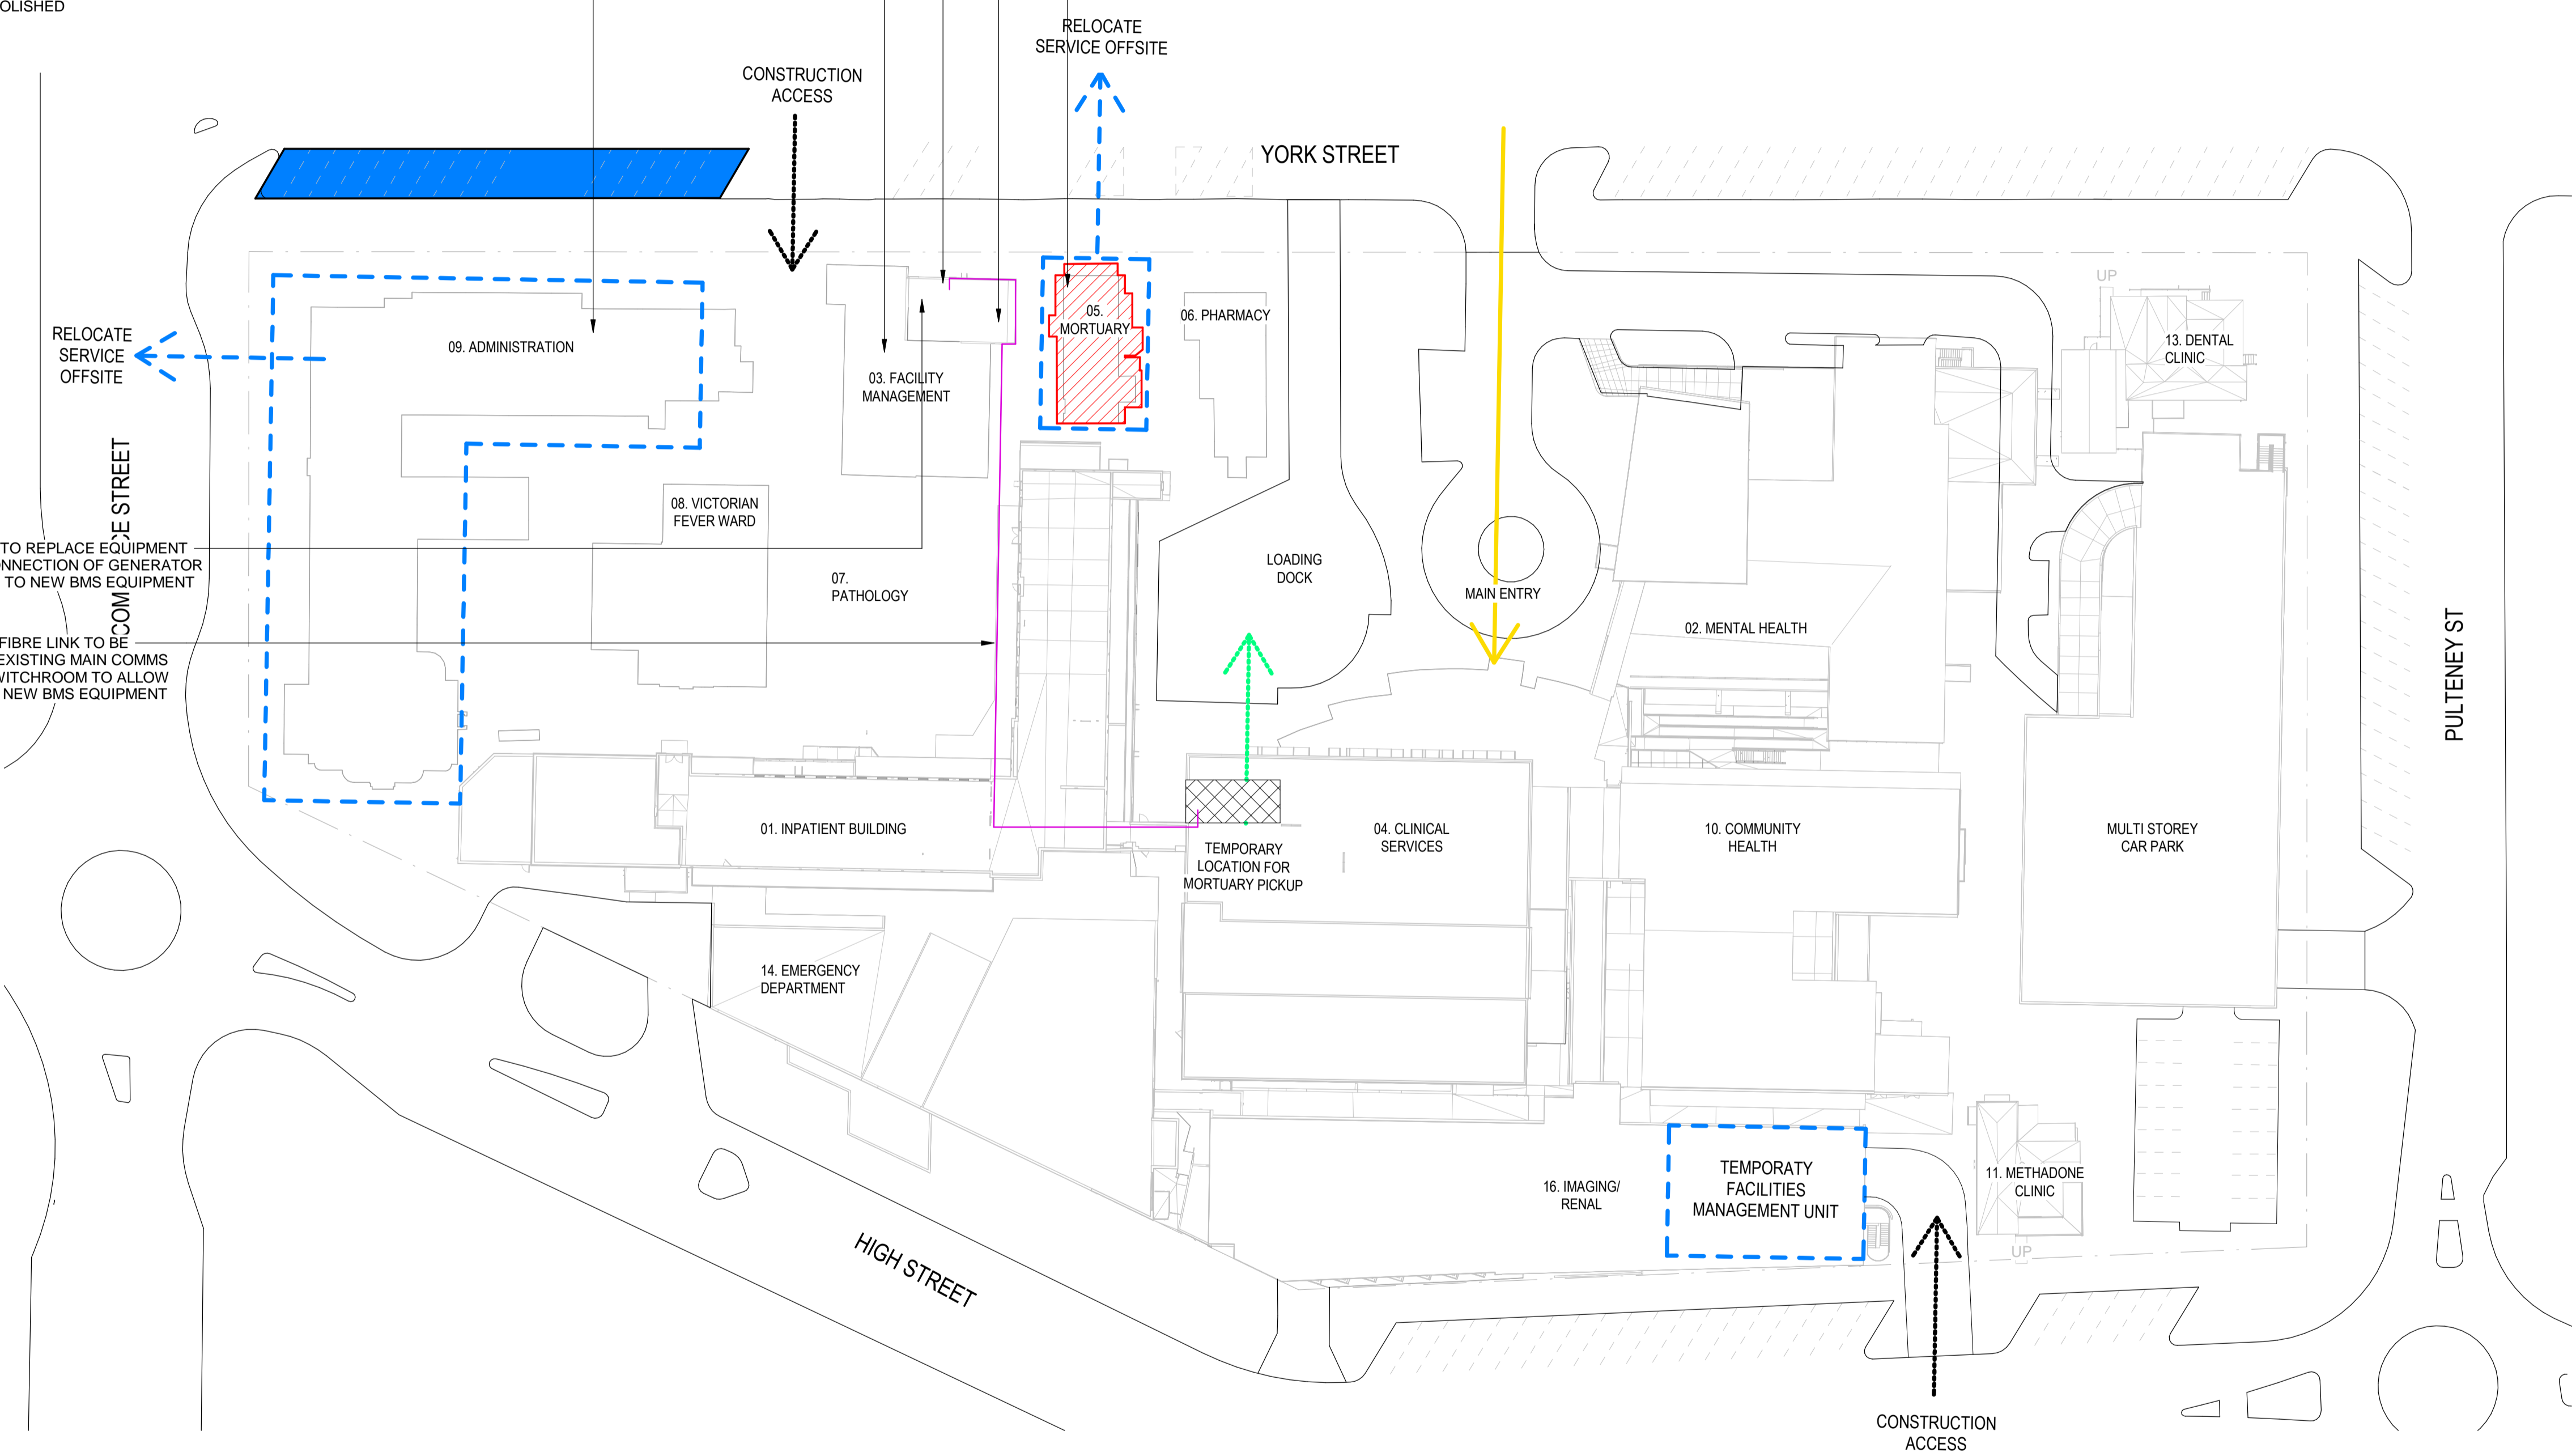 OLISHED
RELOCATE
SERVICE OFFSITE
CONSTRUCTION
ACCESS
YORK STREET
UP
05.
MORTUARY
06. PHARMACY
RELOCATE
SERVICE
OFFSITE
09. ADMINISTRATION
13. DENTAL
CLINIC
03. FACILITY
MANAGEMENT
08. VICTORIAN
FEVER WARD
STREET
TO REPLACE EQUIPMENT
NNECTION OF GENERATOR
TO NEW BMS EQUIPMENT
07.
PATHOLOGY
LOADING
DOCK
MAIN ENTRY
02. MENTAL HEALTH
FIBRE LINK TO BE
EXISTING MAIN COMMS
WITCHROOM TO ALLOW
NEW BMS EQUIPMENT
PULTENEY ST
01. INPATIENT BUILDING
TEMPORARY
LOCATION FOR
MORTUARY PICKUP
04. CLINICAL
SERVICES
10. COMMUNITY
HEALTH
MULTI STOREY
CAR PARK
14. EMERGENCY
DEPARTMENT
16. IMAGING/
RENAL
TEMPORATY
FACILITIES
MANAGEMENT UNIT
11. METHADONE
CLINIC
UP
HIGH STREET
CONSTRUCTION
ACCESS